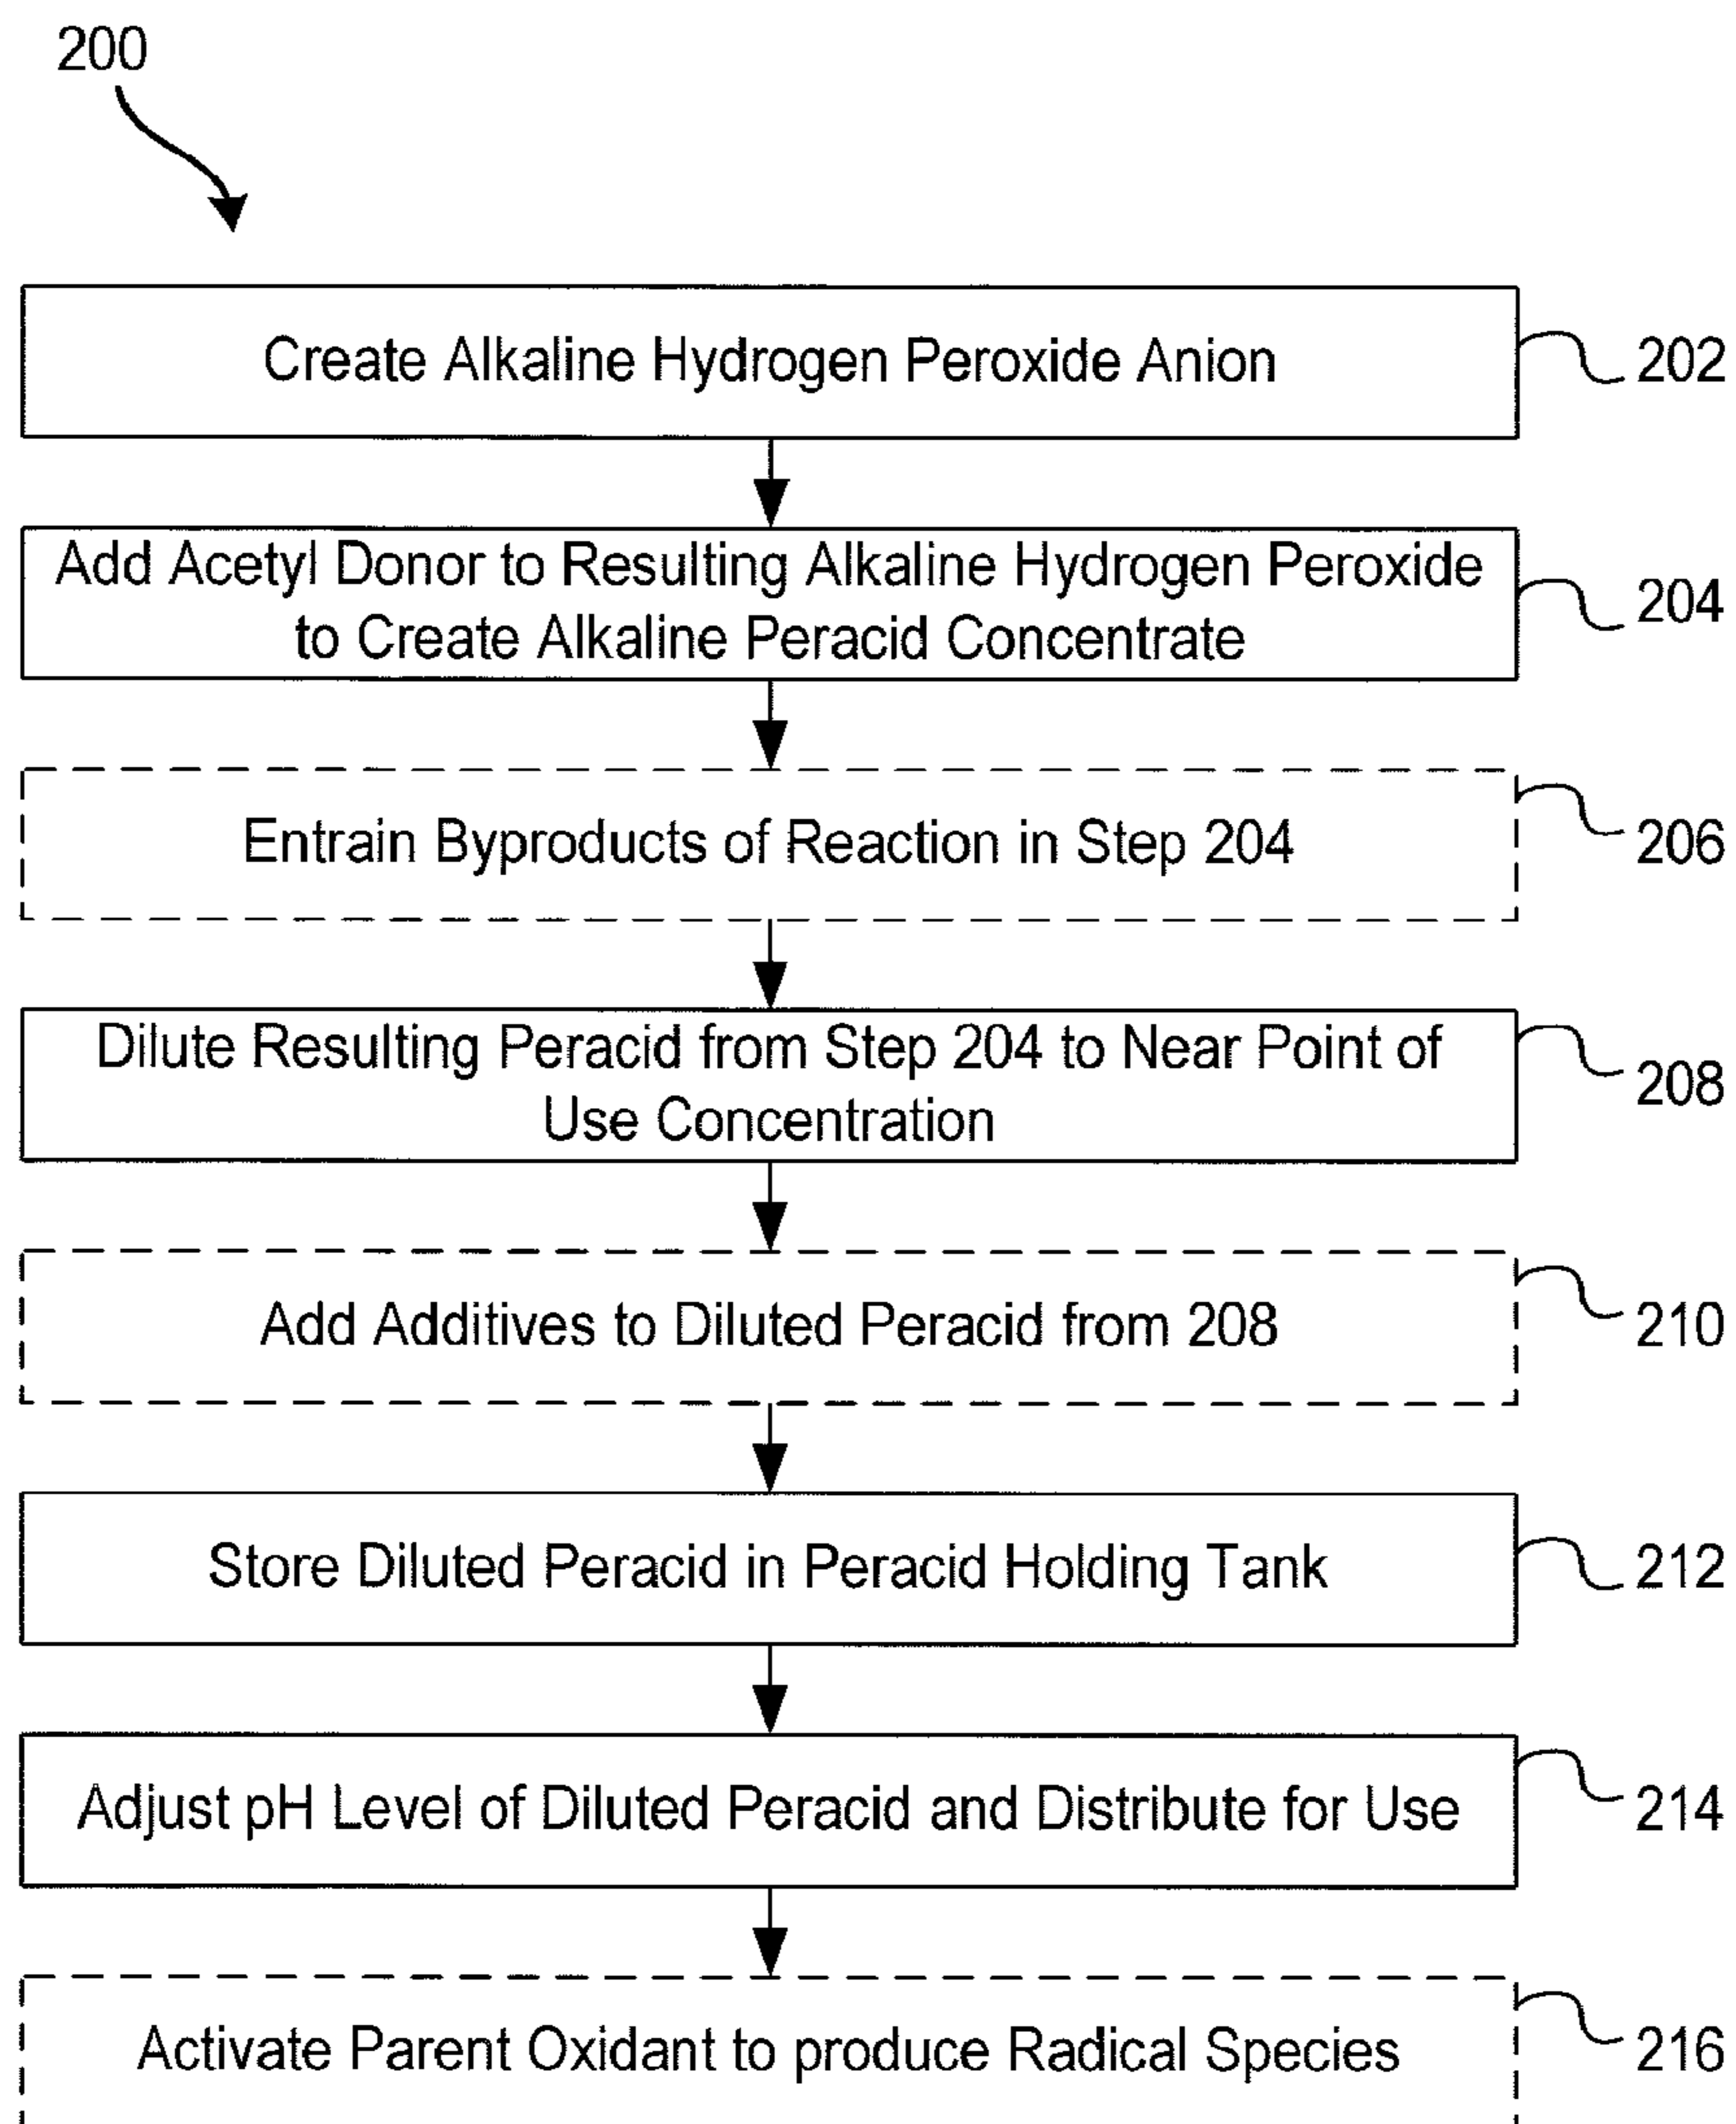 200
Create Alkaline Hydrogen Peroxide Anion
202
Add Acetyl Donor to Resulting Alkaline Hydrogen Peroxide
to Create Alkaline Peracid Concentrate
204
Entrain Byproducts of Reaction in Step 204
206
Dilute Resulting Peracid from Step 204 to Near Point of
Use Concentration
208
Add Additives to Diluted Peracid from 208
210
Store Diluted Peracid in Peracid Holding Tank
212
Adjust pH Level of Diluted Peracid and Distribute for Use
214
Activate Parent Oxidant to produce Radical Species
216